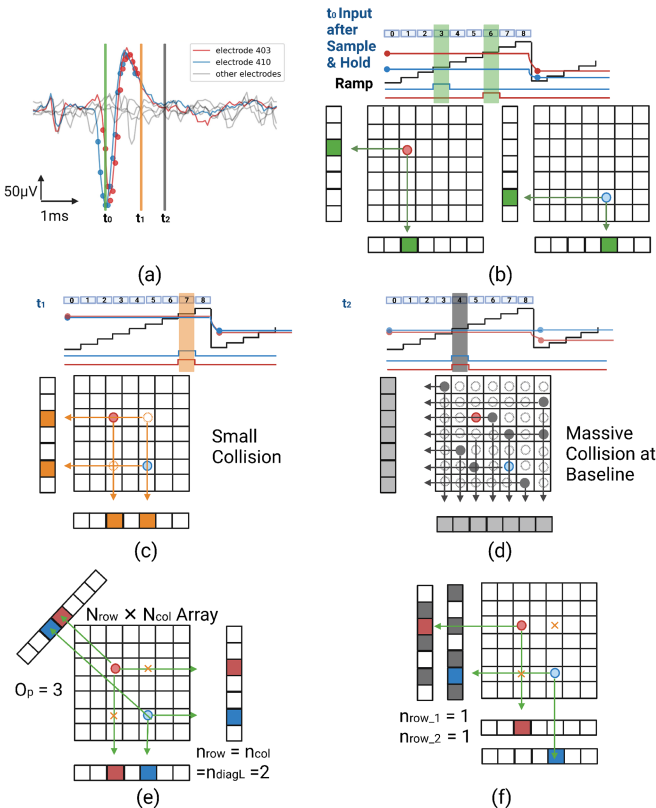 electrode 403
electrode 410
other electrodes
50µV
1ms
t₀
t₁
t₂
(a)
t₀ Input
after
Sample
& Hold
Ramp
0 1 2 3 4 5 6 7 8
(b)
t₁
0 1 2 3 4 5 6 7 8
Small
Collision
(c)
t₂
0 1 2 3 4 5 6 7 8
Massive
Collision at
Baseline
(d)
Nrow × Ncol Array
Oₚ = 3
nrow = ncol
=ndiagL =2
(e)
nrow_1 = 1
nrow_2 = 1
(f)